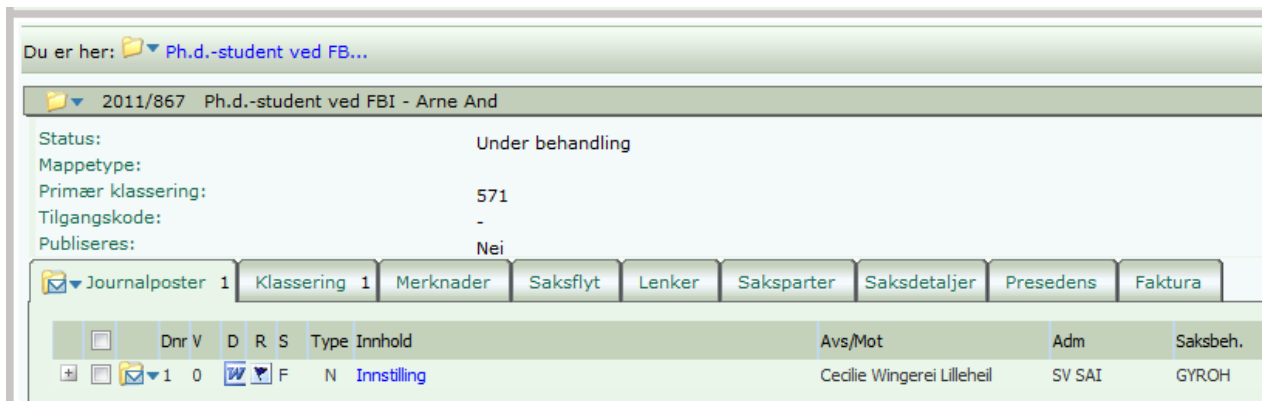 Du er her: Ph.d.-student ved FB...
2011/867 Ph.d.-student ved FBI - Arne And
Status: Under behandling
Mappetype:
Primær klassering: 571
Tilgangskode: -
Publiseres: Nei
Journalposter 1 Klassering 1 Merknader Saksflyt Lenker Saksparter Saksdetaljer Presedens Faktura
Dnr V D R S Type Innhold Avs/Mot Adm Saksbeh.
1 0 W F N Innstilling Cecilie Wingerei Lilleheil SV SAI GYROH